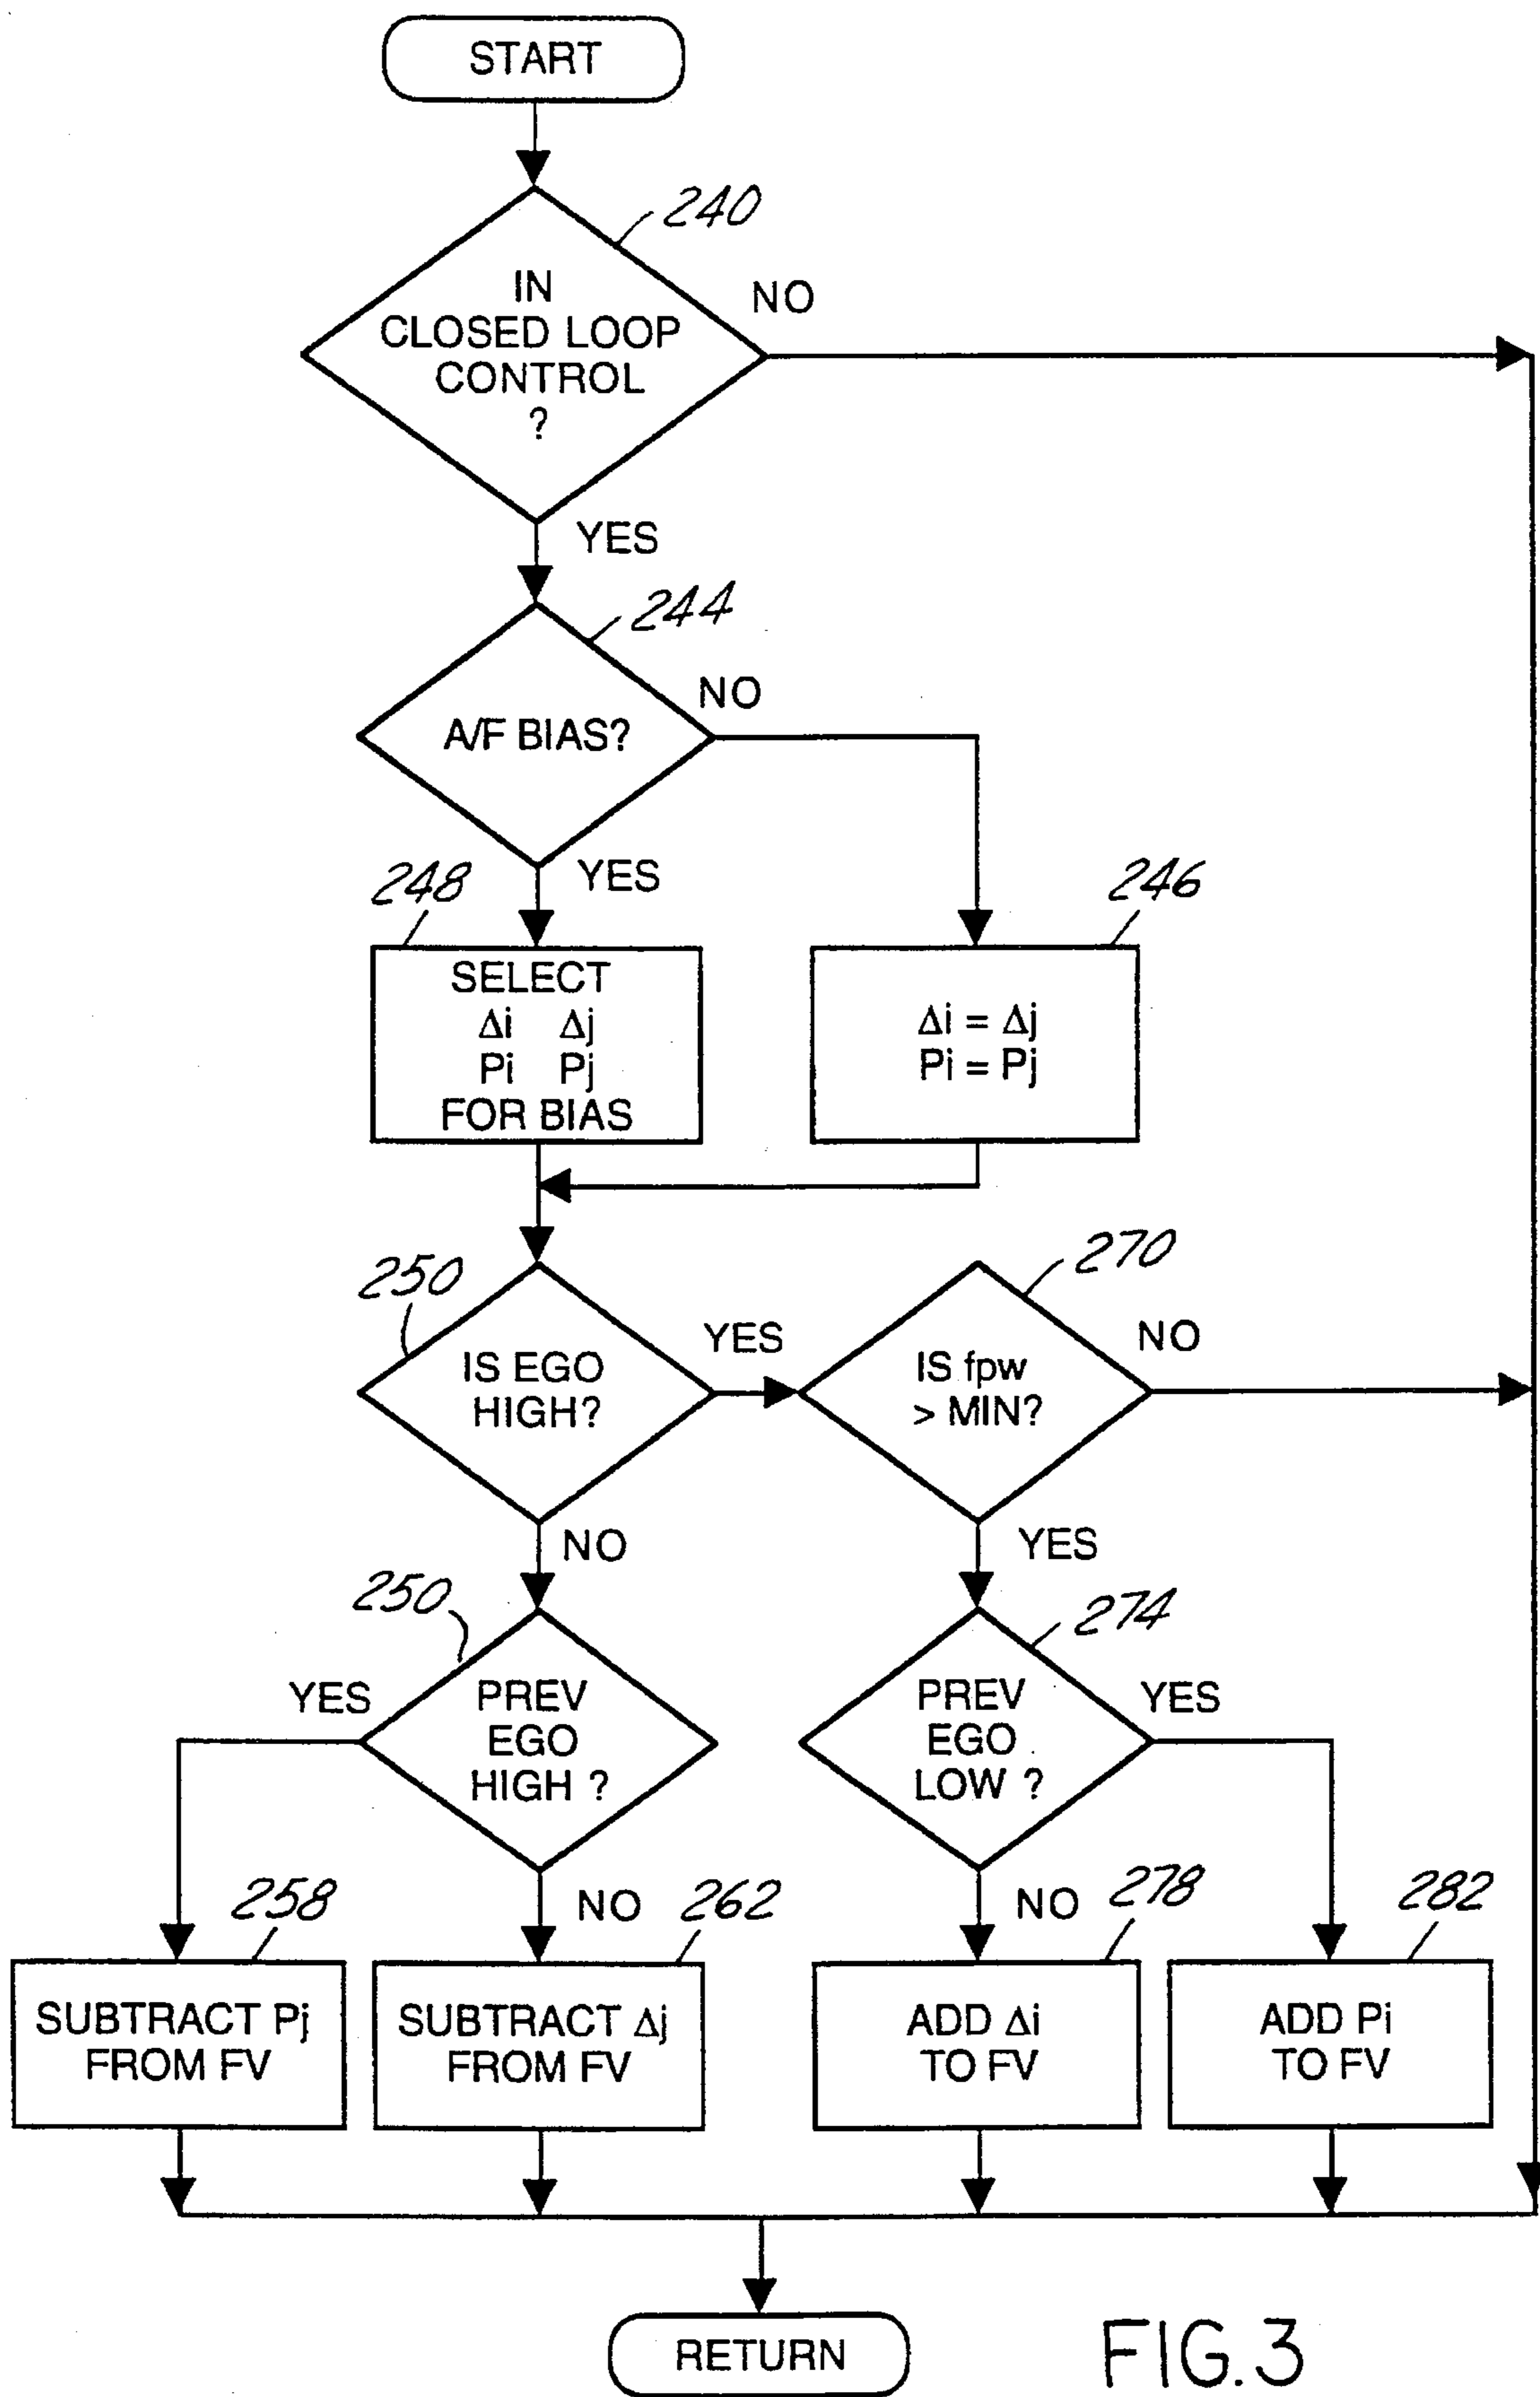 START
240
IN
CLOSED LOOP
CONTROL
?
NO
YES
244
A/F BIAS?
NO
YES
248
SELECT
Δi Δj
Pi Pj
FOR BIAS
246
Δi = Δj
Pi = Pj
250
IS EGO
HIGH?
YES
270
IS fpw
> MIN?
NO
NO
YES
250
PREV
EGO
HIGH ?
YES
NO
274
PREV
EGO
LOW ?
YES
NO
258
SUBTRACT Pj
FROM FV
262
SUBTRACT Δj
FROM FV
278
ADD Δi
TO FV
282
ADD Pi
TO FV
RETURN
FIG.3